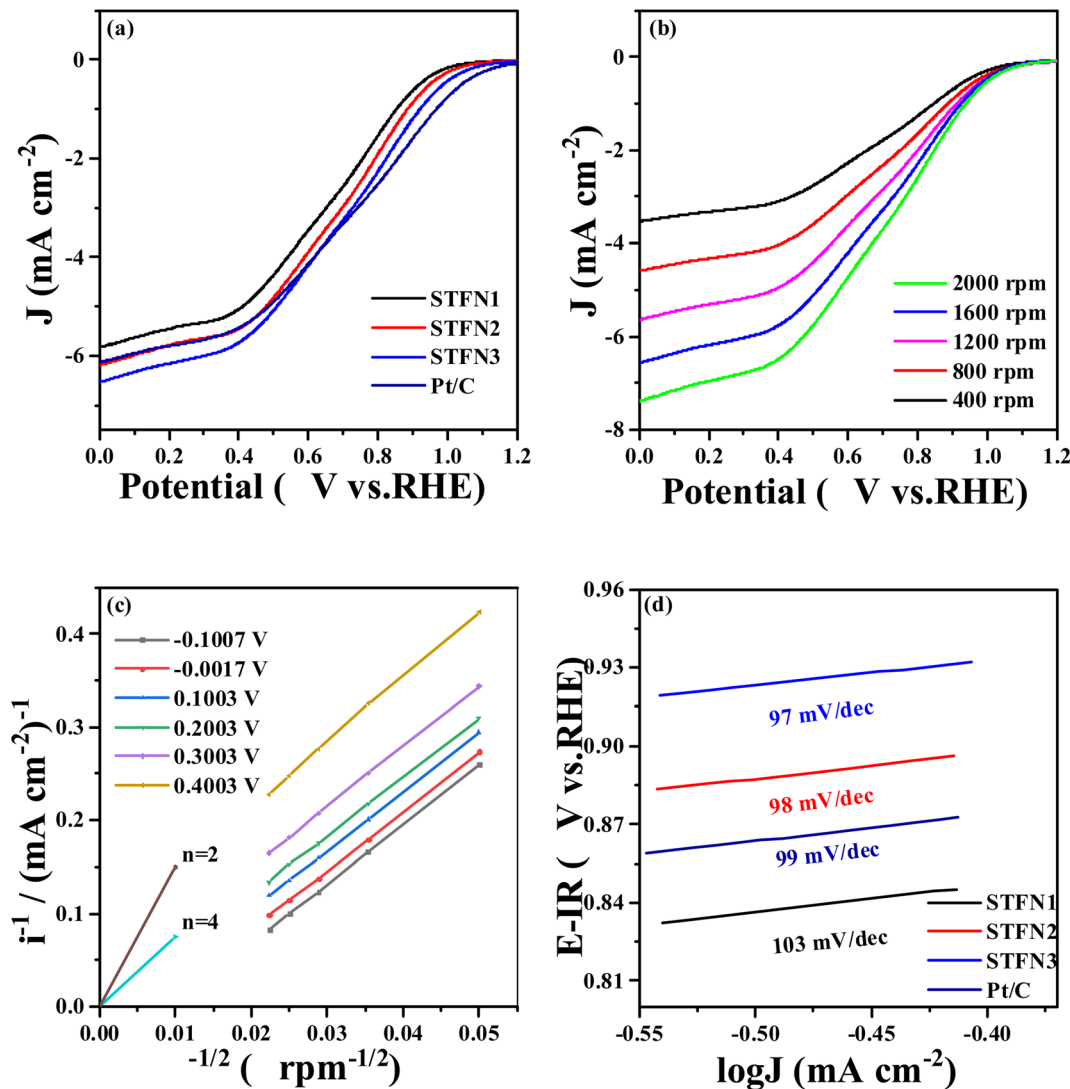 (a)
0
-2
-4
-6
J (mA cm⁻²)
STFN1
STFN2
STFN3
Pt/C
0.0 0.2 0.4 0.6 0.8 1.0 1.2
Potential ( V vs.RHE)
(b)
0
-2
-4
-6
-8
J (mA cm⁻²)
2000 rpm
1600 rpm
1200 rpm
800 rpm
400 rpm
0.0 0.2 0.4 0.6 0.8 1.0 1.2
Potential ( V vs.RHE)
(c)
0.4
0.3
0.2
0.1
0.0
i⁻¹ / (mA cm⁻²)⁻¹
-0.1007 V
-0.0017 V
0.1003 V
0.2003 V
0.3003 V
0.4003 V
n=2
n=4
0.00 0.01 0.02 0.03 0.04 0.05
-1/2 ( rpm⁻¹/²)
(d)
0.96
0.93
0.90
0.87
0.84
0.81
E-IR ( V vs.RHE)
97 mV/dec
98 mV/dec
99 mV/dec
103 mV/dec
STFN1
STFN2
STFN3
Pt/C
-0.55 -0.50 -0.45 -0.40
logJ (mA cm⁻²)